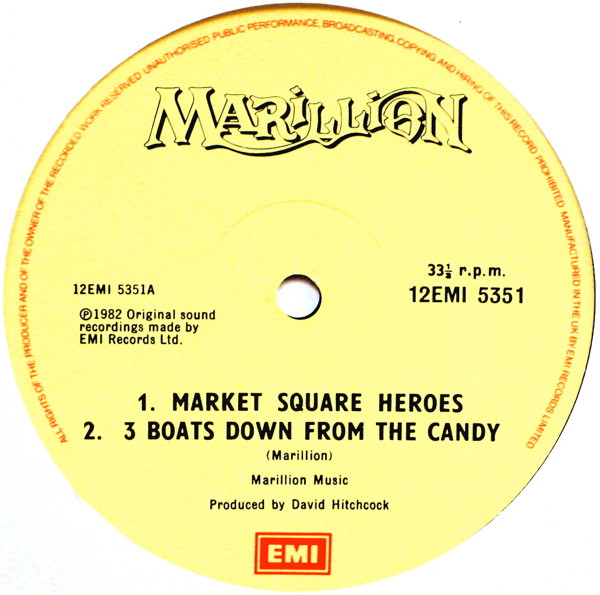 ALL RIGHTS OF THE PRODUCER AND OF THE OWNER OF THE RECORDED WORK RESERVED UNAUTHORISED PUBLIC PERFORMANCE, BROADCASTING, COPYING AND HIRING OF THIS RECORD PROHIBITED MANUFACTURED IN THE UK BY EMI RECORDS LIMITED
MARiLLiON
33⅓ r.p.m.
12EMI 5351A
12EMI 5351
℗1982 Original sound
recordings made by
EMI Records Ltd.
1. MARKET SQUARE HEROES
2. 3 BOATS DOWN FROM THE CANDY
(Marillion)
Marillion Music
Produced by David Hitchcock
EMI